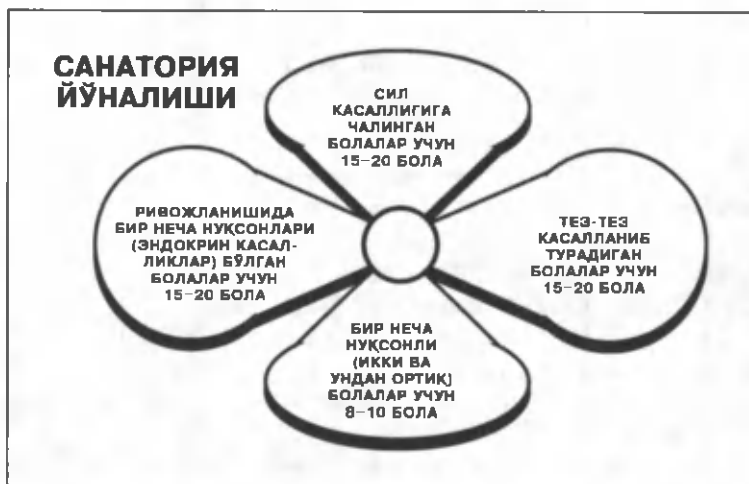 САНАТОРИЯ
ЙЎНАЛИШИ
СИЛ
КАСАЛЛИГИГА
ЧАЛИНГАН
БОЛАЛАР УЧУН
15–20 БОЛА
РИВОЖЛАНИШИДА
БИР НЕЧА НУҚСОНЛАРИ
(ЭНДОКРИН КАСАЛ-
ЛИКЛАР) БЎЛГАН
БОЛАЛАР УЧУН
15–20 БОЛА
ТЕЗ-ТЕЗ
КАСАЛЛАНИБ
ТУРАДИГАН
БОЛАЛАР УЧУН
15–20 БОЛА
БИР НЕЧА
НУҚСОНЛИ
(ИККИ ВА
УНДАН ОРТИҚ)
БОЛАЛАР УЧУН
8–10 БОЛА